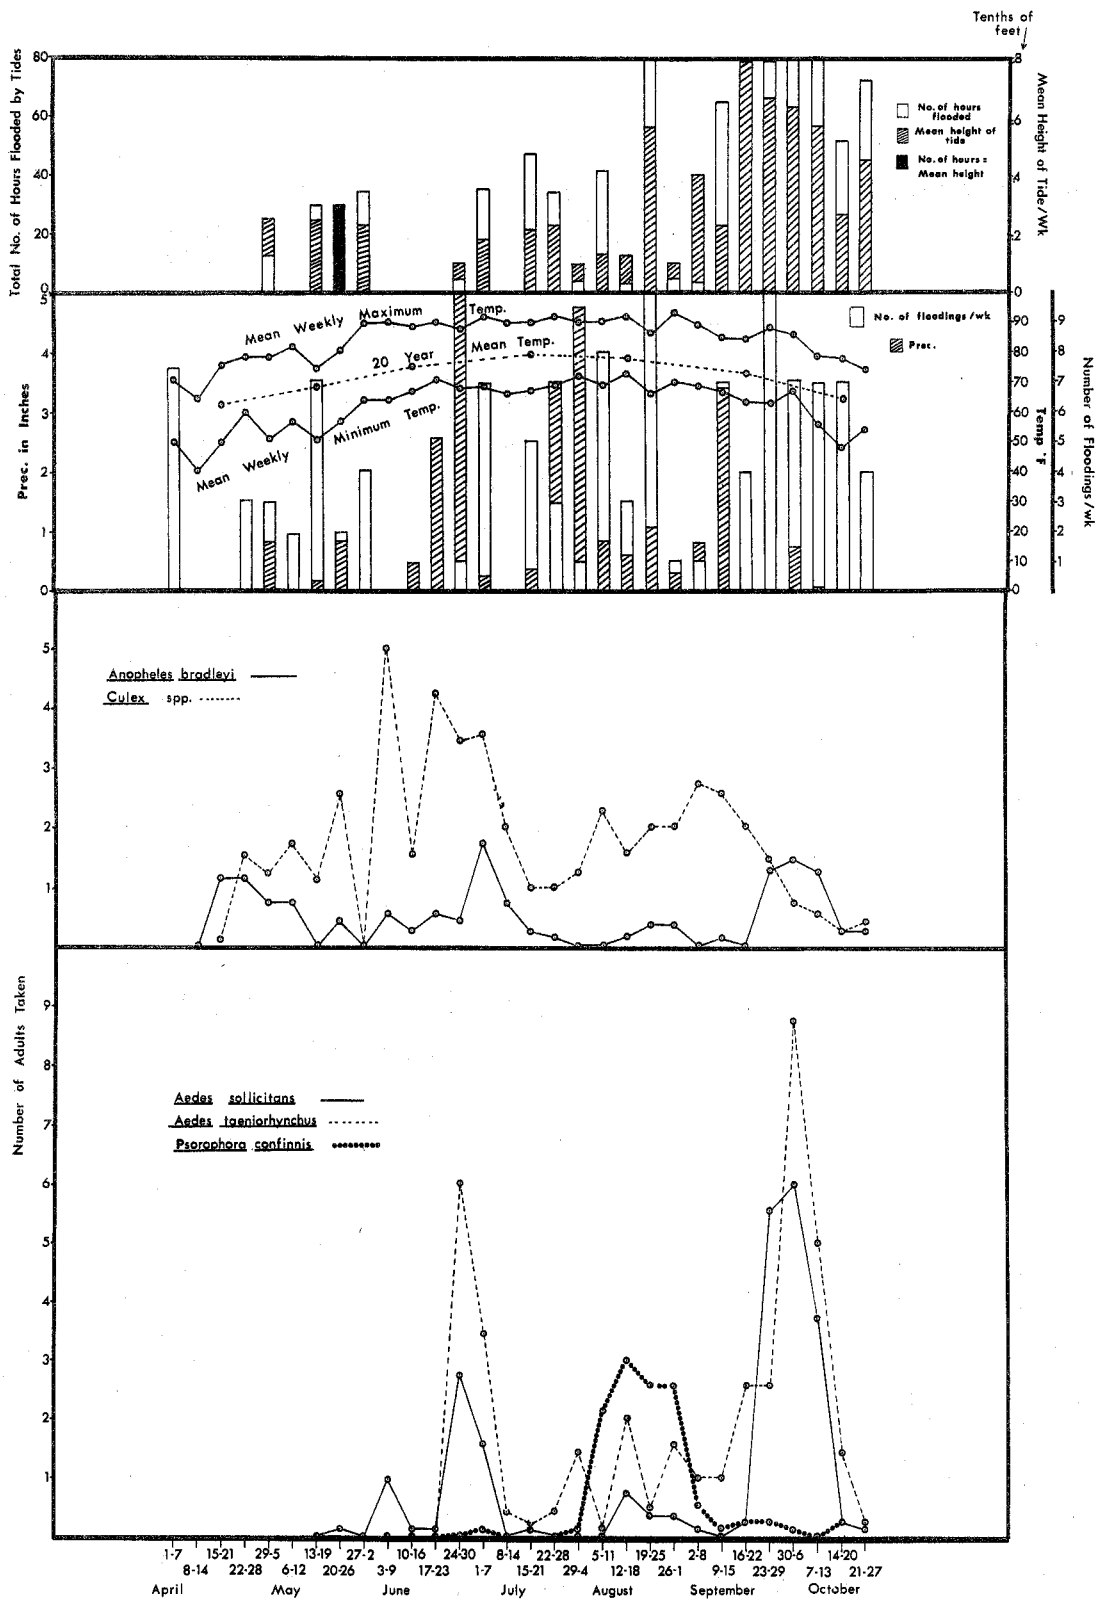 Tenths of
feet
80
60
40
20
0
Total No. of Hours Flooded by Tides
.8
.6
.4
.2
0
Mean Height of Tide/Wk
No. of hours
flooded
Mean height of
tide
No. of hours =
Mean height
5
4
3
2
1
0
Prec. in Inches
Mean Weekly Maximum Temp.
20 Year Mean Temp.
Mean Weekly Minimum Temp.
No. of floodings/wk
Prec.
90
80
70
60
50
40
30
20
10
0
Temp °F
9
8
7
6
5
4
3
2
1
Number of Floodings/wk
5
4
3
2
1
Anopheles bradleyi
Culex spp.
Number of Adults Taken
9
8
7
6
5
4
3
2
1
Aedes sollicitans
Aedes taeniorhynchus
Psorophora confinnis
1-7 15-21 29-5 13-19 27-2 10-16 24-30 8-14 22-28 5-11 19-25 2-8 16-22 30-6 14-20
8-14 22-28 6-12 20-26 3-9 17-23 1-7 15-21 29-4 12-18 26-1 9-15 23-29 7-13 21-27
April May June July August September October